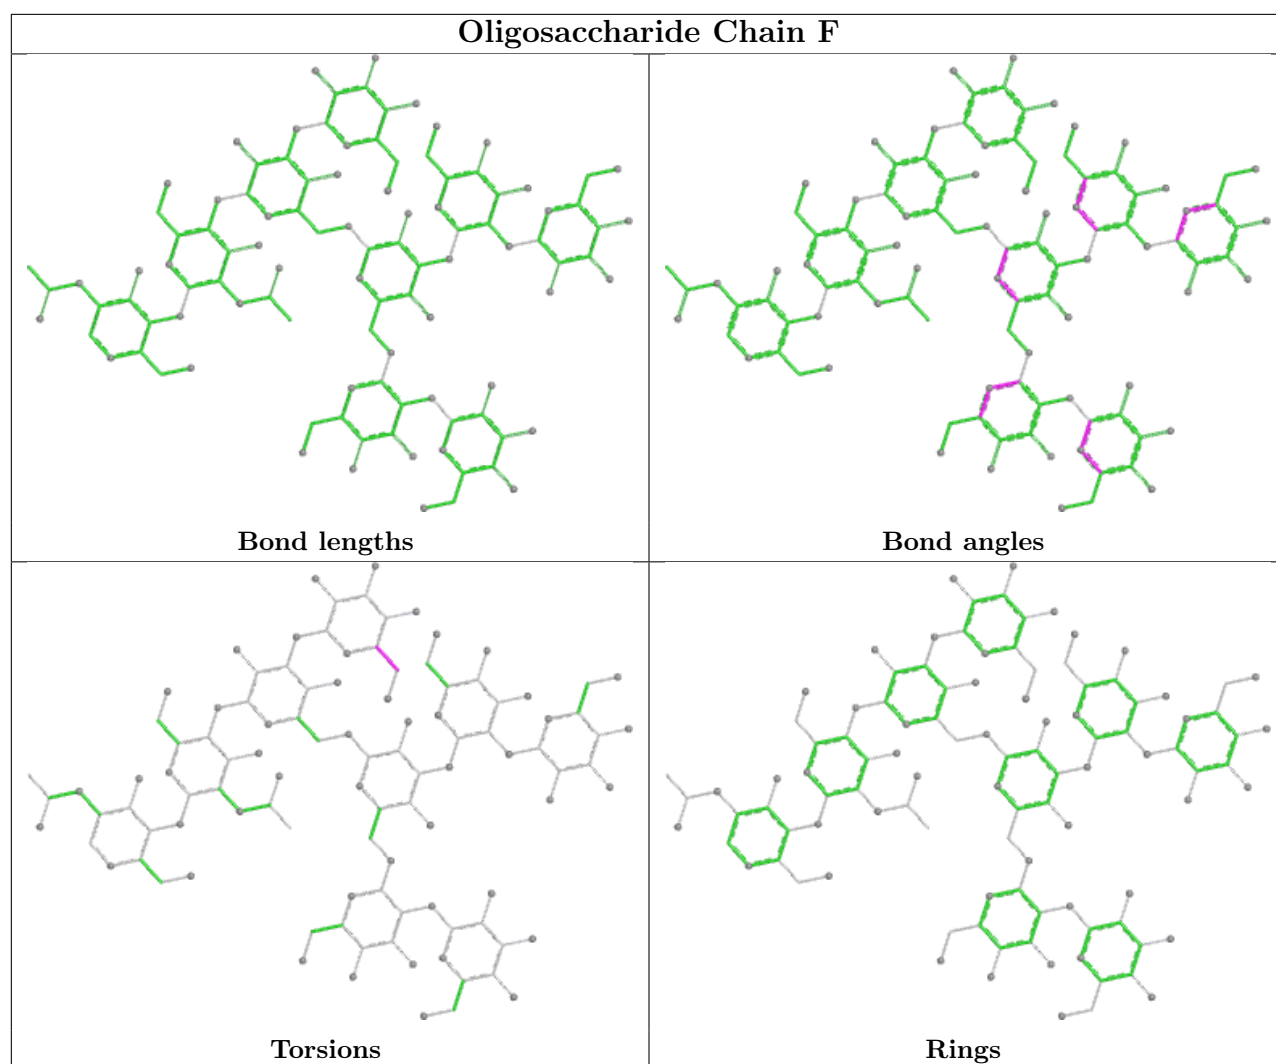 Oligosaccharide Chain F
Bond lengths
Bond angles
Torsions
Rings